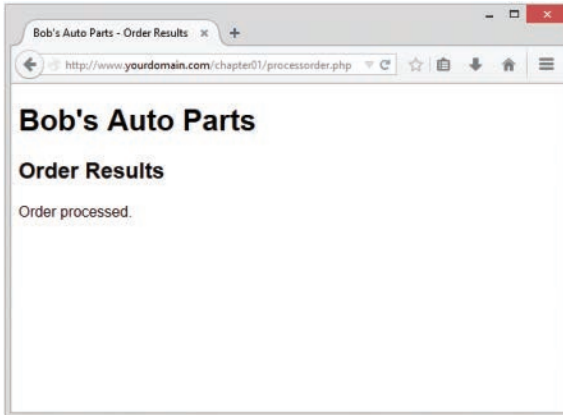 Bob's Auto Parts - Order Results
http://www.yourdomain.com/chapter01/processorder.php
Bob's Auto Parts
Order Results
Order processed.